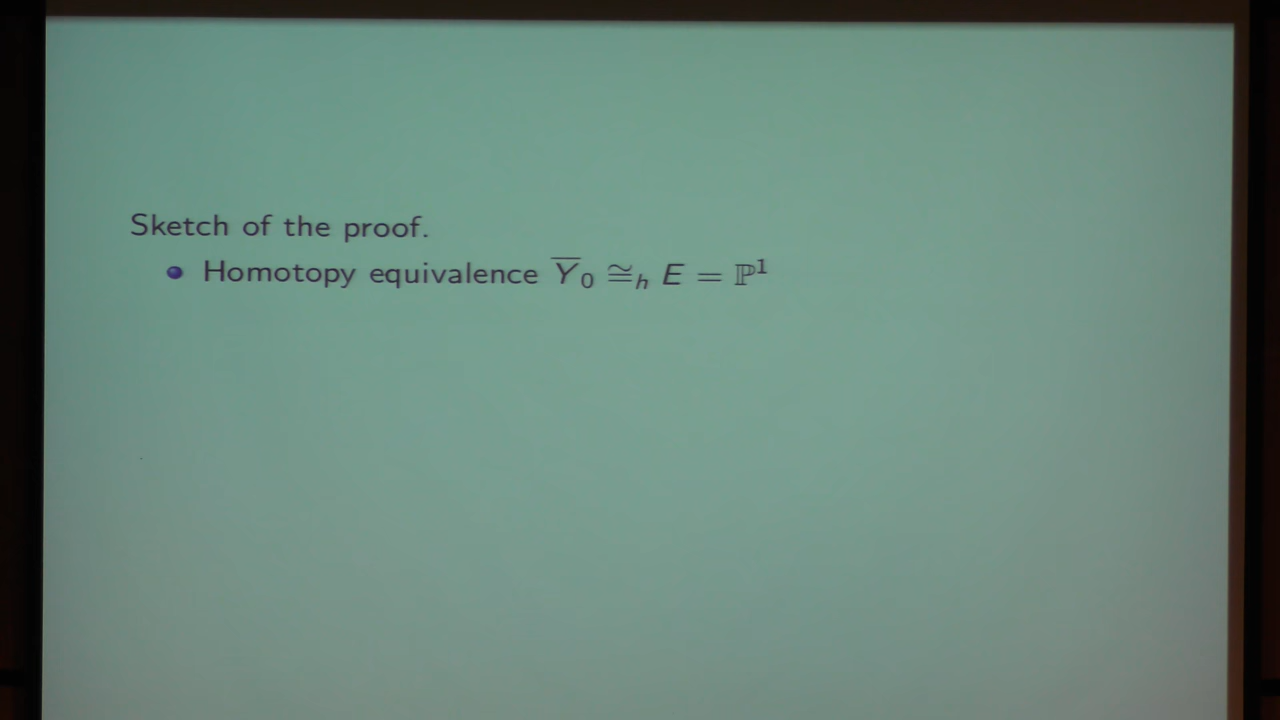 Sketch of the proof.
• Homotopy equivalence $\overline{Y}_0 \cong_h E = \mathbb{P}^1$